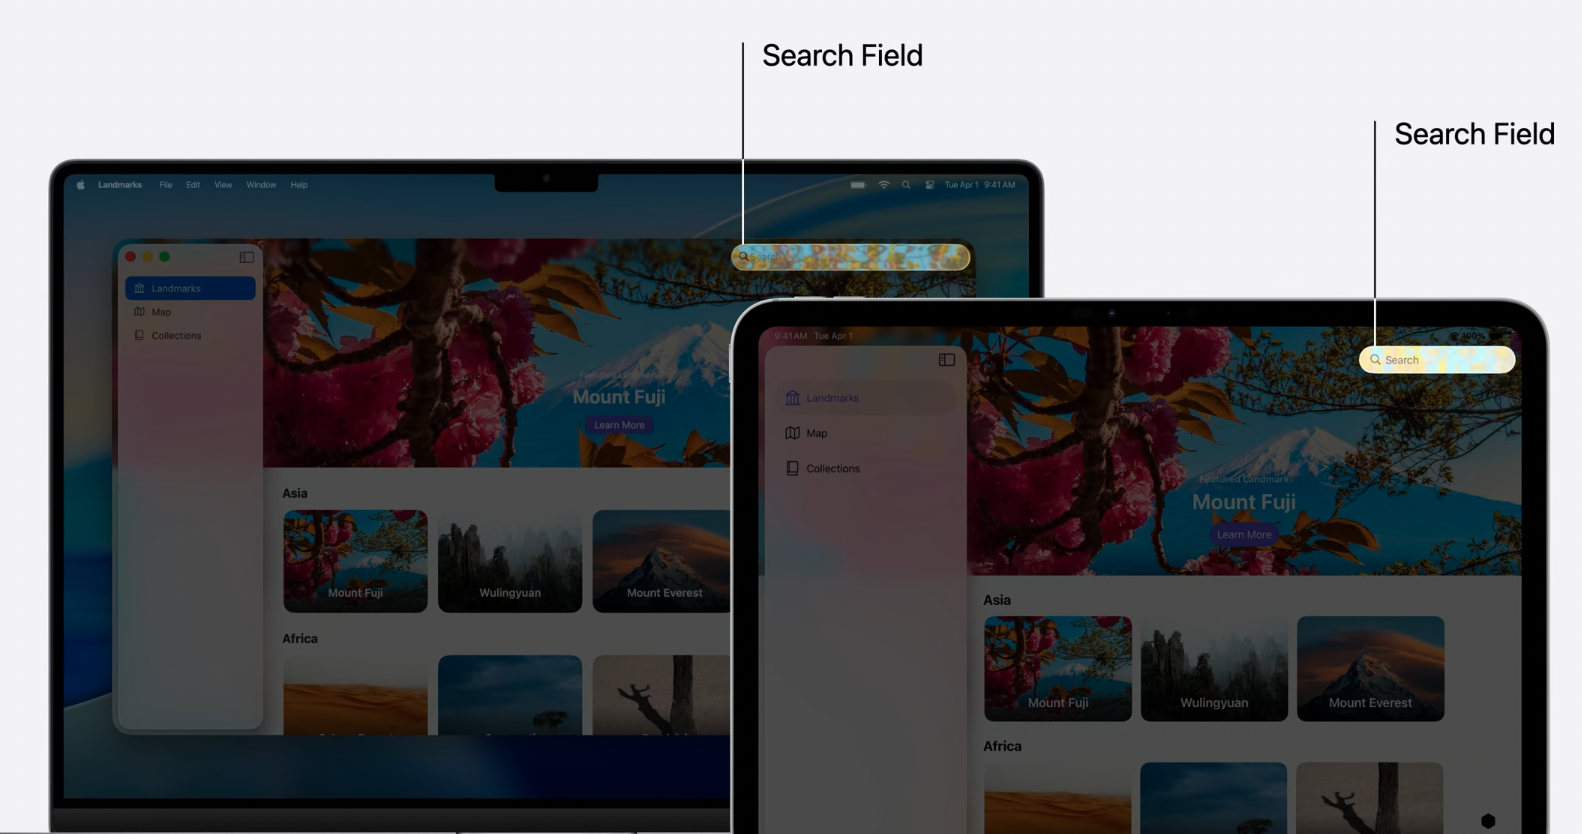 Search Field
Search Field
Landmarks File Edit View Window Help
Tue Apr 1 9:41 AM
Search
Landmarks
Map
Collections
Featured Landmark
Mount Fuji
Learn More
Asia
Mount Fuji
Wulingyuan
Mount Everest
Africa
9:41 AM Tue Apr 1
100%
Search
Landmarks
Map
Collections
Featured Landmark
Mount Fuji
Learn More
Asia
Mount Fuji
Wulingyuan
Mount Everest
Africa